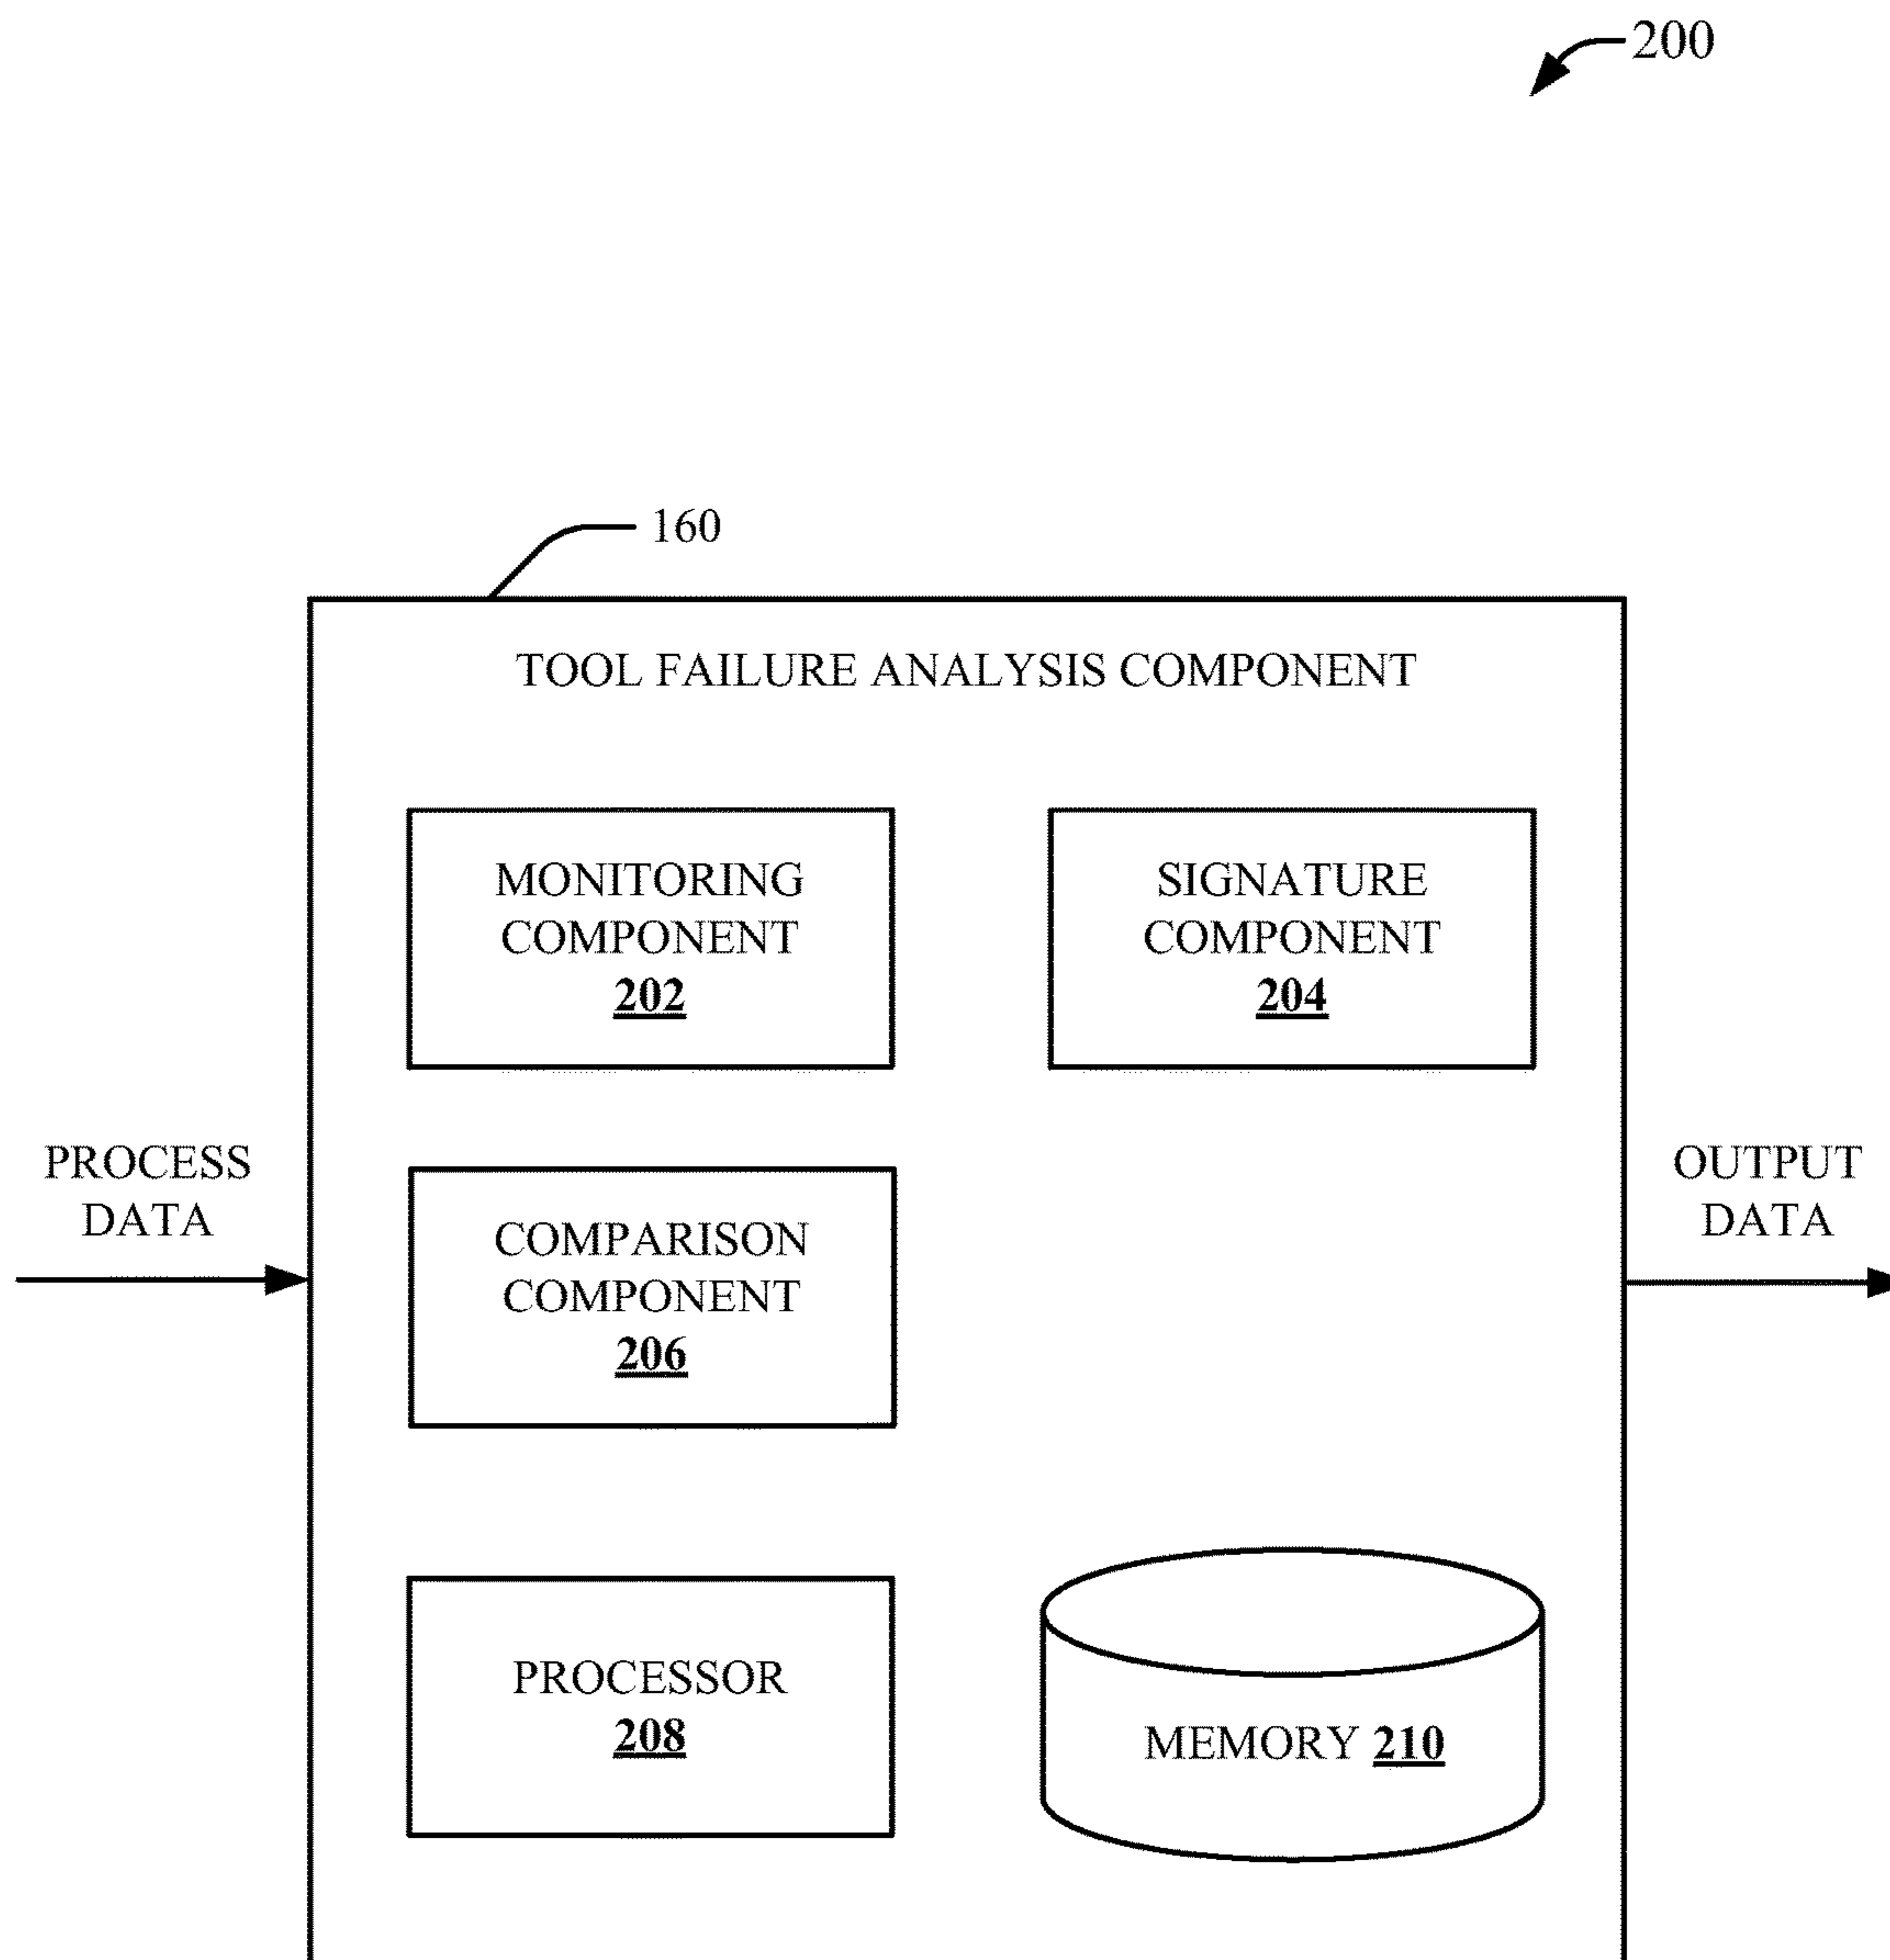 200
160
TOOL FAILURE ANALYSIS COMPONENT
MONITORING
COMPONENT
202
SIGNATURE
COMPONENT
204
PROCESS
DATA
COMPARISON
COMPONENT
206
OUTPUT
DATA
PROCESSOR
208
MEMORY 210